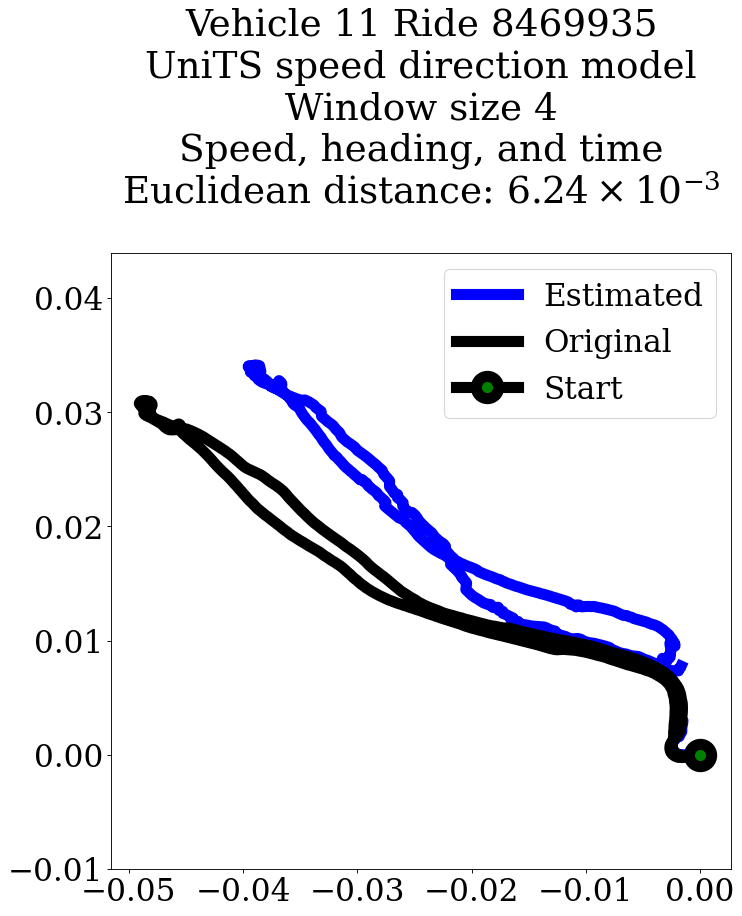 Vehicle 11 Ride 8469935
UniTS speed direction model
Window size 4
Speed, heading, and time
Euclidean distance: 6.24 × 10⁻³
Estimated
Original
Start
0.04
0.03
0.02
0.01
0.00
−0.01
−0.05 −0.04 −0.03 −0.02 −0.01 0.00